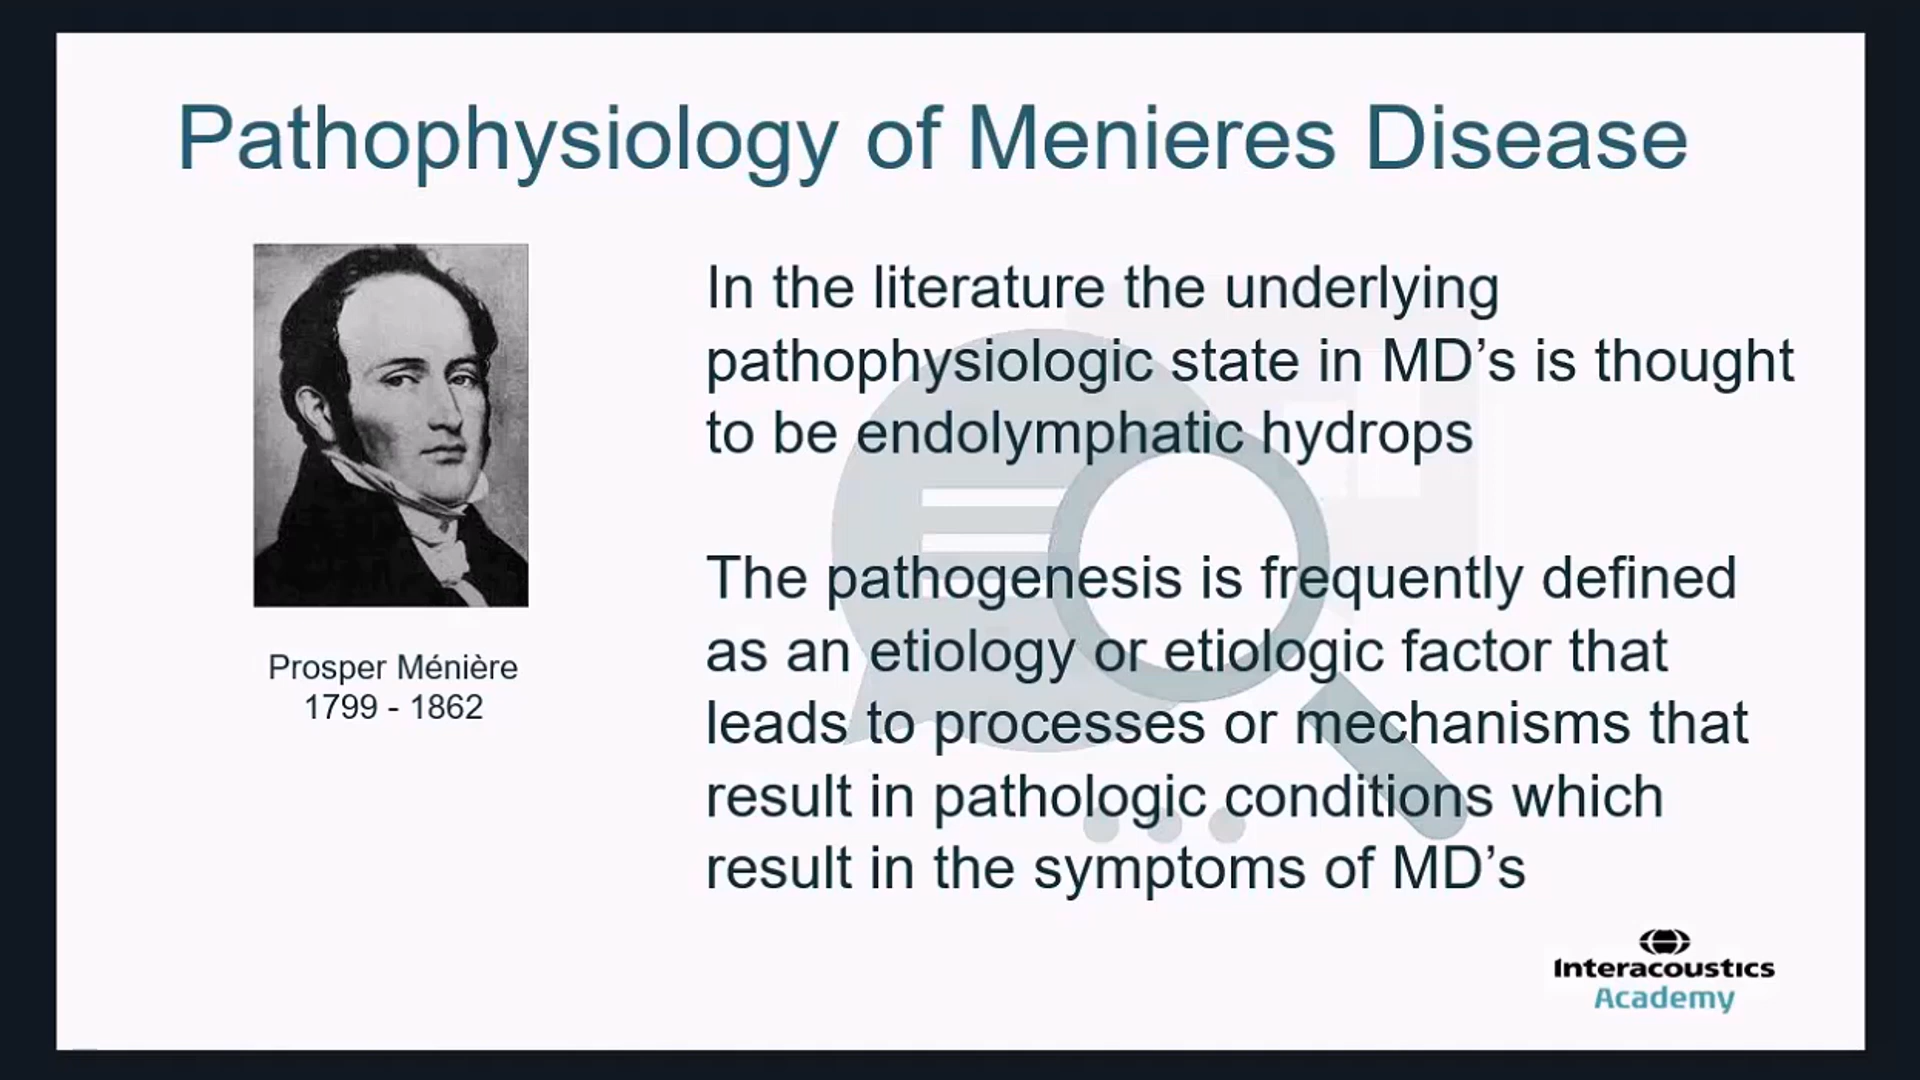 Pathophysiology of Menieres Disease
In the literature the underlying
pathophysiologic state in MD’s is thought
to be endolymphatic hydrops
The pathogenesis is frequently defined
as an etiology or etiologic factor that
leads to processes or mechanisms that
result in pathologic conditions which
result in the symptoms of MD’s
Prosper Ménière
1799 - 1862
Interacoustics
Academy